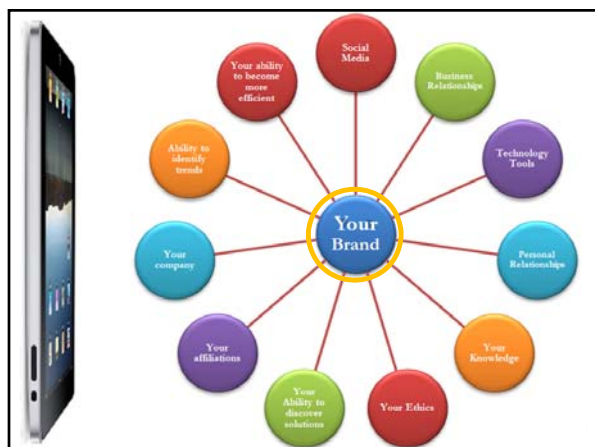 Your
Brand
Social
Media
Business
Relationships
Technology
Tools
Personal
Relationships
Your
Knowledge
Your Ethics
Your
Ability to
discover
solutions
Your
affiliations
Your
company
Ability to
identify
trends
Your ability
to become
more
efficient